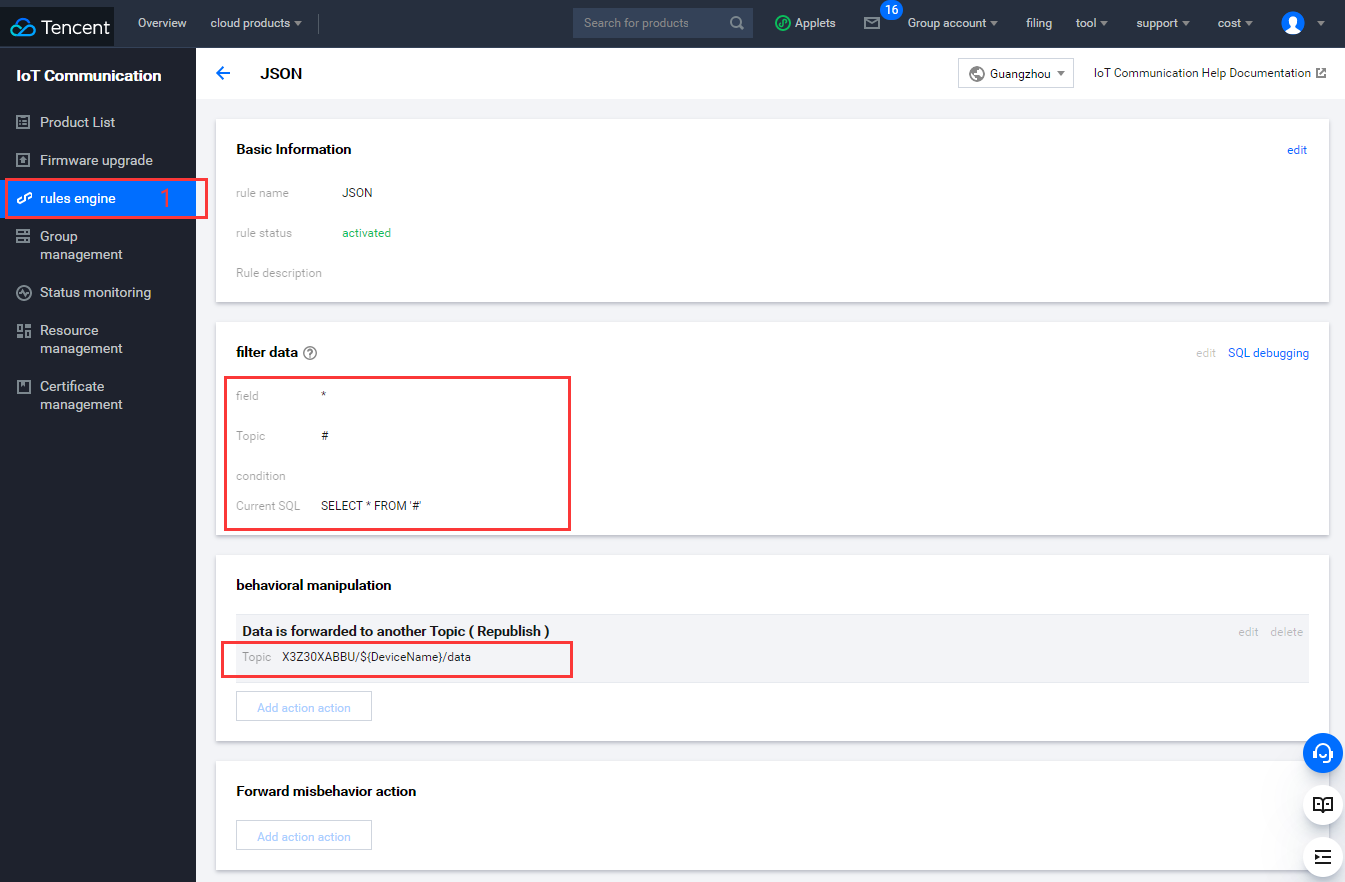 Tencent Overview cloud products Search for products Applets 16 Group account filing tool support cost
IoT Communication
JSON Guangzhou IoT Communication Help Documentation
Product List
Firmware upgrade
rules engine 1
Group
management
Status monitoring
Resource
management
Certificate
management
Basic Information edit
rule name JSON
rule status activated
Rule description
filter data ? edit SQL debugging
field *
Topic #
condition
Current SQL SELECT * FROM '#'
behavioral manipulation
Data is forwarded to another Topic ( Republish ) edit delete
Topic X3Z30XABBU/${DeviceName}/data
Add action action
Forward misbehavior action
Add action action